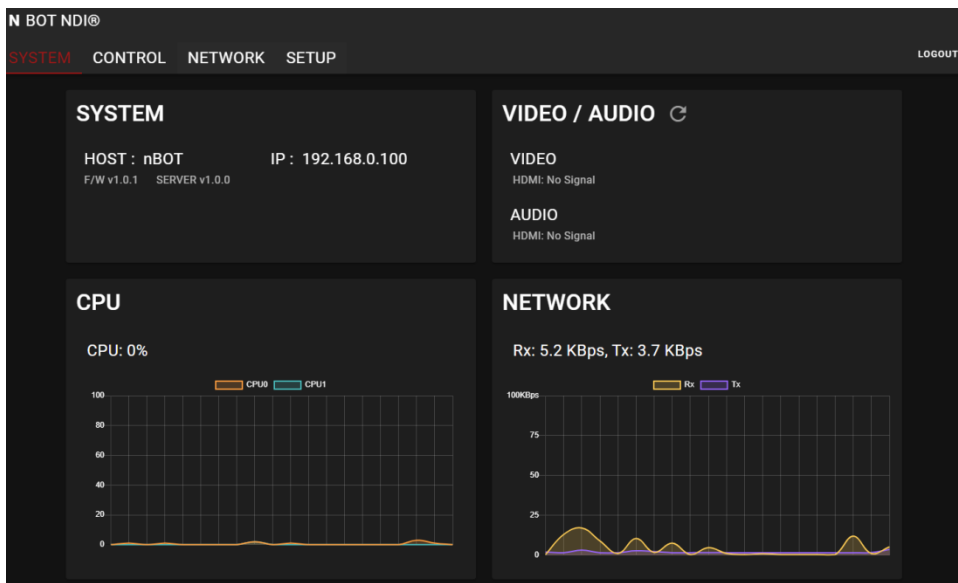 N BOT NDI®
SYSTEM CONTROL NETWORK SETUP LOGOUT
SYSTEM
HOST : nBOT IP : 192.168.0.100
F/W v1.0.1 SERVER v1.0.0
VIDEO / AUDIO
VIDEO
HDMI: No Signal
AUDIO
HDMI: No Signal
CPU
CPU: 0%
CPU0 CPU1
100
80
60
40
20
0
NETWORK
Rx: 5.2 KBps, Tx: 3.7 KBps
Rx Tx
100KBps
75
50
25
0